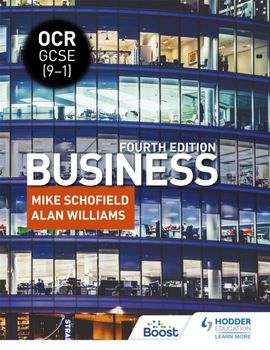 OCR
GCSE
(9–1)
FOURTH EDITION
BUSINESS
MIKE SCHOFIELD
ALAN WILLIAMS
Boost
HODDER
EDUCATION
LEARN MORE